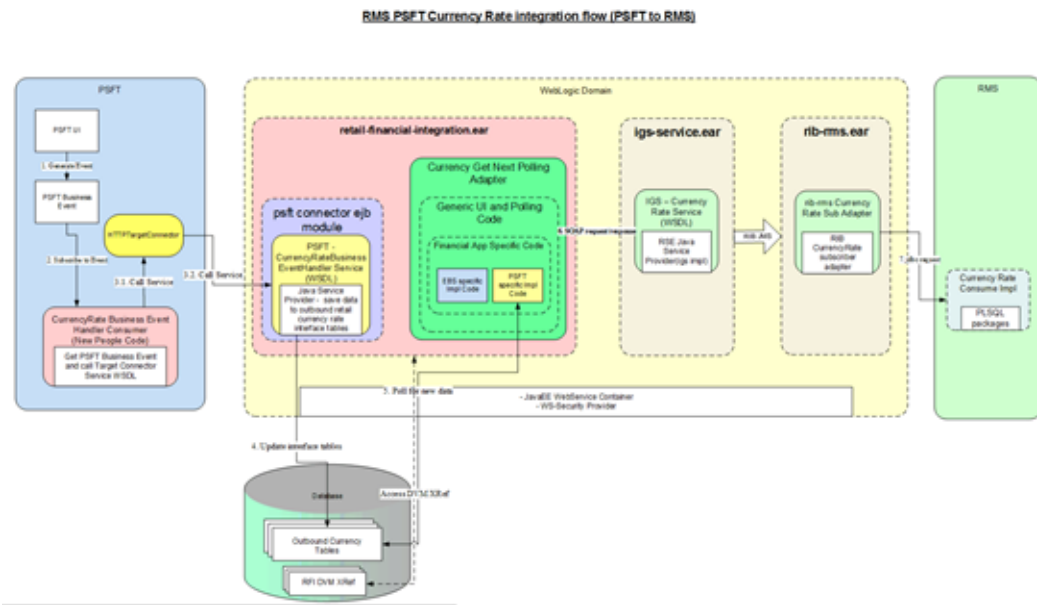 RMS PSFT Currency Rate integration flow (PSFT to RMS)
PSFT
PSFT UI
1. Generate Event
PSFT Business
Event
HTTPTargetConnector
2. Subscribe to Event
3.1. Call Service
3.2. Call Service
CurrencyRate Business Event
Handler Consumer
(New People Code)
Get PSFT Business Event
and call Target Connector
Service WSDL
WebLogic Domain
retail-financial-integration.ear
psft connector ejb
module
PSFT -
CurrencyRateBusiness
EventHandler Service
(WSDL)
Java Service
Provider - save data
to outbound retail
currency rate
interface tables
Currency Get Next Polling
Adapter
Generic UI and Polling
Code
Financial App Specific Code
EBS specific
Impl Code
PSFT
specific Impl
Code
6. SOAP request/response
igs-service.ear
IGS – Currency
Rate Service
(WSDL)
RSE Java
Service
Provider(igs impl)
rib-rms.ear
rib-rms Currency
Rate Sub Adapter
RIB
CurrencyRate
subscriber
adapter
RMS
Currency Rate
Consume Impl
PLSQL
packages
5. Poll for new data
- JavaEE WebService Container
- WS-Security Provider
4. Update interface tables
Access DVM/XRef
Database
Outbound Currency
Tables
RFI DVM XRef